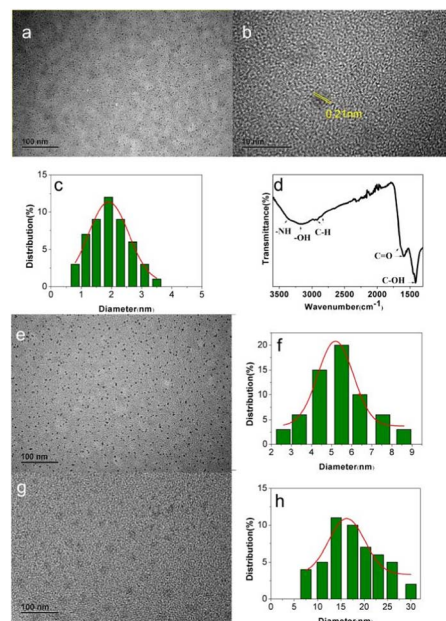 a
100 nm
b
10 nm
0.21nm
c
Distribution(%)
15
10
5
0
0 1 2 3 4 5
Diameter(nm)
d
Transmittance(%)
-NH
-OH
C-H
C=O
C-OH
3500 3000 2500 2000 1500
Wavenumber(cm-1)
e
100 nm
f
Distribution(%)
20
15
10
5
0
2 3 4 5 6 7 8 9
Diameter(nm)
g
100 nm
h
Distribution(%)
15
10
5
0
0 5 10 15 20 25 30
Diameter(nm)